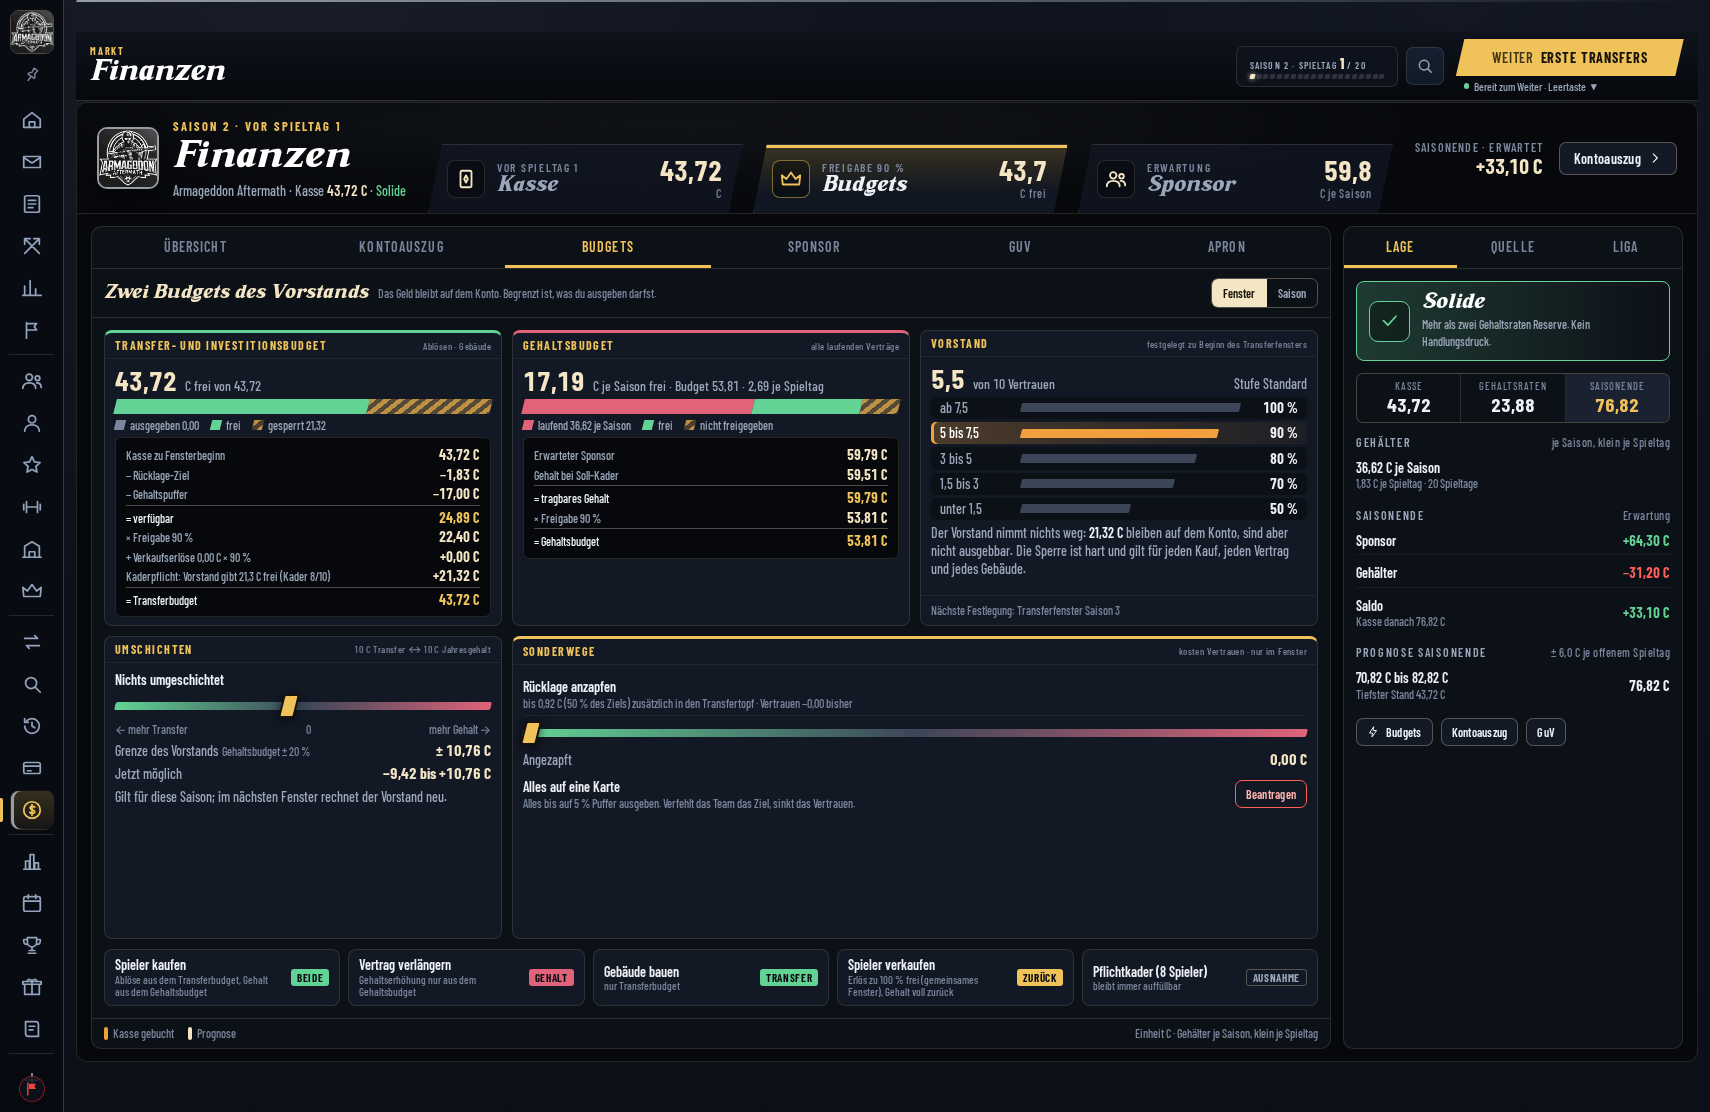 MARKT
Finanzen
SAISON 2 · SPIELTAG 1 / 20
WEITER ERSTE TRANSFERS
Bereit zum Weiter · Leertaste ▼
ARMAGEDDON
AFTERMATH
SAISON 2 · VOR SPIELTAG 1
Finanzen
Armageddon Aftermath · Kasse 43,72 C · Solide
VOR SPIELTAG 1
Kasse
43,72
C
FREIGABE 90 %
Budgets
43,7
C frei
ERWARTUNG
Sponsor
59,8
C je Saison
SAISONENDE · ERWARTET
+33,10 C
Kontoauszug
ÜBERSICHT
KONTOAUSZUG
BUDGETS
SPONSOR
GUV
APRON
Zwei Budgets des Vorstands Das Geld bleibt auf dem Konto. Begrenzt ist, was du ausgeben darfst.
Fenster Saison
TRANSFER- UND INVESTITIONSBUDGET Ablösen · Gebäude
43,72 C frei von 43,72
ausgegeben 0,00 frei gesperrt 21,32
Kasse zu Fensterbeginn 43,72 C
– Rücklage-Ziel –1,83 C
– Gehaltspuffer –17,00 C
= verfügbar 24,89 C
× Freigabe 90 % 22,40 C
+ Verkaufserlöse 0,00 C × 90 % +0,00 C
Kaderpflicht: Vorstand gibt 21,3 C frei (Kader 8/10) +21,32 C
= Transferbudget 43,72 C
GEHALTSBUDGET alle laufenden Verträge
17,19 C je Saison frei · Budget 53,81 · 2,69 je Spieltag
laufend 36,62 je Saison frei nicht freigegeben
Erwarteter Sponsor 59,79 C
Gehalt bei Soll-Kader 59,51 C
= tragbares Gehalt 59,79 C
× Freigabe 90 % 53,81 C
= Gehaltsbudget 53,81 C
VORSTAND festgelegt zu Beginn des Transferfensters
5,5 von 10 Vertrauen Stufe Standard
ab 7,5 100 %
5 bis 7,5 90 %
3 bis 5 80 %
1,5 bis 3 70 %
unter 1,5 50 %
Der Vorstand nimmt nichts weg: 21,32 C bleiben auf dem Konto, sind aber
nicht ausgebbar. Die Sperre ist hart und gilt für jeden Kauf, jeden Vertrag
und jedes Gebäude.
Nächste Festlegung: Transferfenster Saison 3
UMSCHICHTEN 10 C Transfer ↔ 10 C Jahresgehalt
Nichts umgeschichtet
← mehr Transfer 0 mehr Gehalt →
Grenze des Vorstands Gehaltsbudget ± 20 % ± 10,76 C
Jetzt möglich –9,42 bis +10,76 C
Gilt für diese Saison; im nächsten Fenster rechnet der Vorstand neu.
SONDERWEGE kosten Vertrauen · nur im Fenster
Rücklage anzapfen
bis 0,92 C (50 % des Ziels) zusätzlich in den Transfertopf · Vertrauen –0,00 bisher
Angezapft 0,00 C
Alles auf eine Karte
Alles bis auf 5 % Puffer ausgeben. Verfehlt das Team das Ziel, sinkt das Vertrauen.
Beantragen
Spieler kaufen
Ablöse aus dem Transferbudget, Gehalt
aus dem Gehaltsbudget
BEIDE
Vertrag verlängern
Gehaltserhöhung nur aus dem
Gehaltsbudget
GEHALT
Gebäude bauen
nur Transferbudget
TRANSFER
Spieler verkaufen
Erlös zu 100 % frei (gemeinsames
Fenster), Gehalt voll zurück
ZURÜCK
Pflichtkader (8 Spieler)
bleibt immer auffüllbar
AUSNAHME
Kasse gebucht Prognose
Einheit C · Gehälter je Saison, klein je Spieltag
LAGE
QUELLE
LIGA
Solide
Mehr als zwei Gehaltsraten Reserve. Kein
Handlungsdruck.
KASSE
43,72
GEHALTSRATEN
23,88
SAISONENDE
76,82
GEHÄLTER je Saison, klein je Spieltag
36,62 C je Saison
1,83 C je Spieltag · 20 Spieltage
SAISONENDE Erwartung
Sponsor +64,30 C
Gehälter –31,20 C
Saldo
Kasse danach 76,82 C
+33,10 C
PROGNOSE SAISONENDE ± 6,0 C je offenem Spieltag
70,82 C bis 82,82 C
Tiefster Stand 43,72 C
76,82 C
Budgets
Kontoauszug
GuV